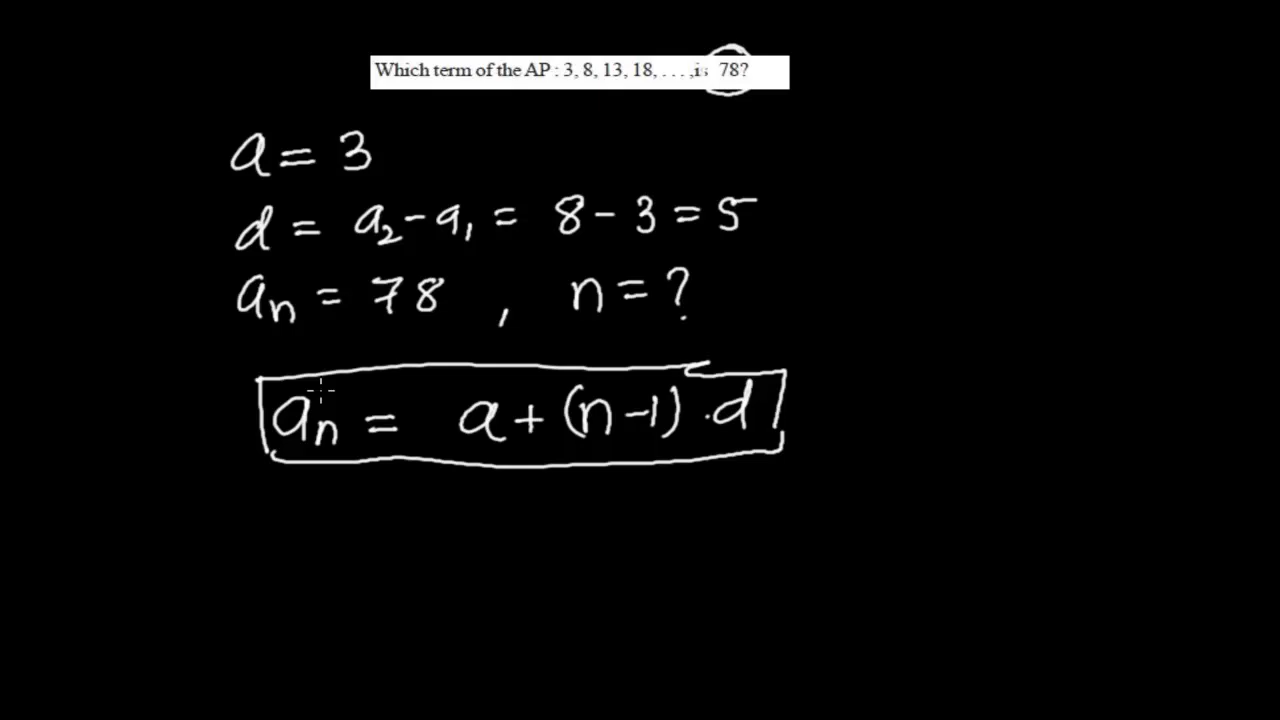 Which term of the AP : 3, 8, 13, 18, . . . ,is 78?
a = 3
d = a₂ - a₁ = 8 - 3 = 5
aₙ = 78 , n = ?
aₙ = a + (n-1) . d